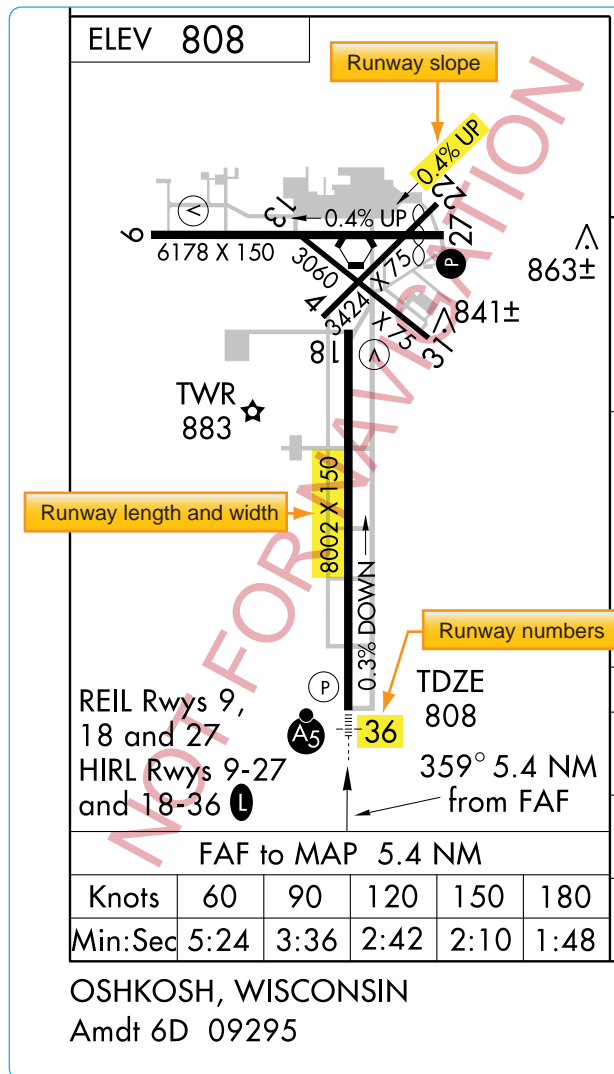 ELEV 808
Runway slope
0.4% UP
22
13
0.4% UP
9
27
6178 X 150
P
3060 X 75
863±
4
3424 X 75
841±
31
18
TWR
883
8002 X 150
Runway length and width
0.3% DOWN
Runway numbers
P
TDZE
808
REIL Rwys 9,
18 and 27
A5
36
HIRL Rwys 9-27
and 18-36 L
359° 5.4 NM
from FAF
NOT FOR NAVIGATION
FAF to MAP 5.4 NM
Knots 60 90 120 150 180
Min:Sec 5:24 3:36 2:42 2:10 1:48
OSHKOSH, WISCONSIN
Amdt 6D 09295